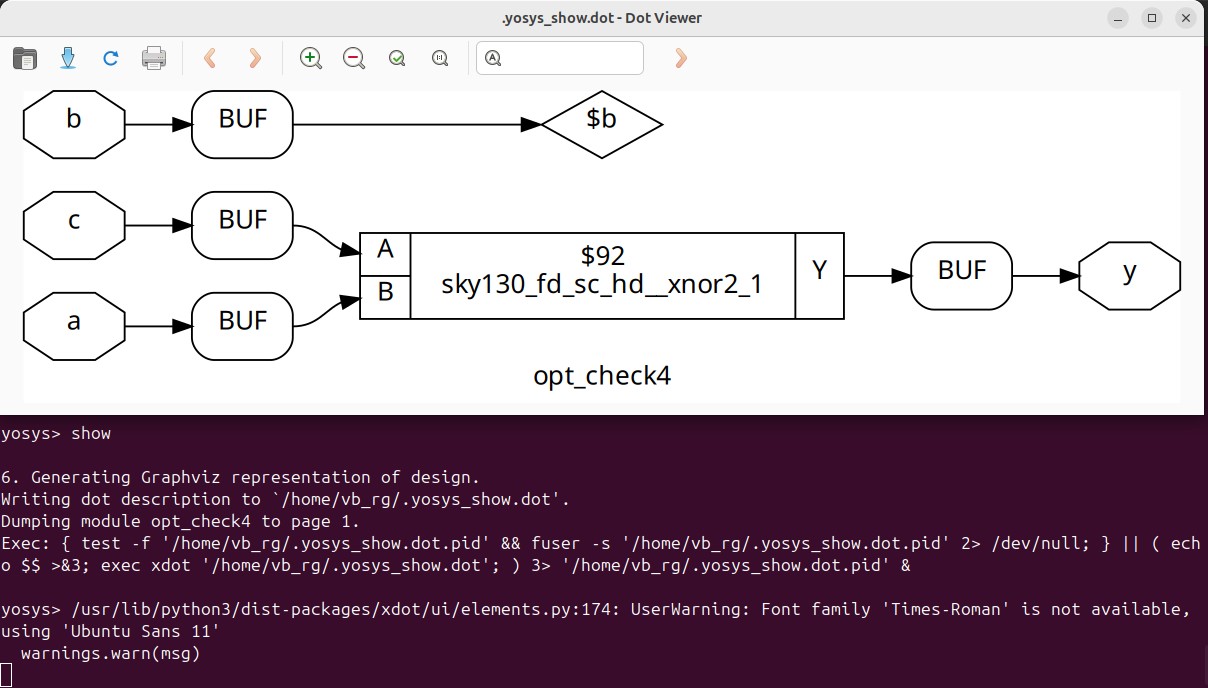 .yosys_show.dot - Dot Viewer
b
BUF
$b
c
BUF
A
$92
B
sky130_fd_sc_hd__xnor2_1
Y
BUF
y
a
BUF
opt_check4
yosys> show
6. Generating Graphviz representation of design.
Writing dot description to `/home/vb_rg/.yosys_show.dot'.
Dumping module opt_check4 to page 1.
Exec: { test -f '/home/vb_rg/.yosys_show.dot.pid' && fuser -s '/home/vb_rg/.yosys_show.dot.pid' 2> /dev/null; } || ( ech
o $$ >&3; exec xdot '/home/vb_rg/.yosys_show.dot'; ) 3> '/home/vb_rg/.yosys_show.dot.pid' &
yosys> /usr/lib/python3/dist-packages/xdot/ui/elements.py:174: UserWarning: Font family 'Times-Roman' is not available,
using 'Ubuntu Sans 11'
  warnings.warn(msg)